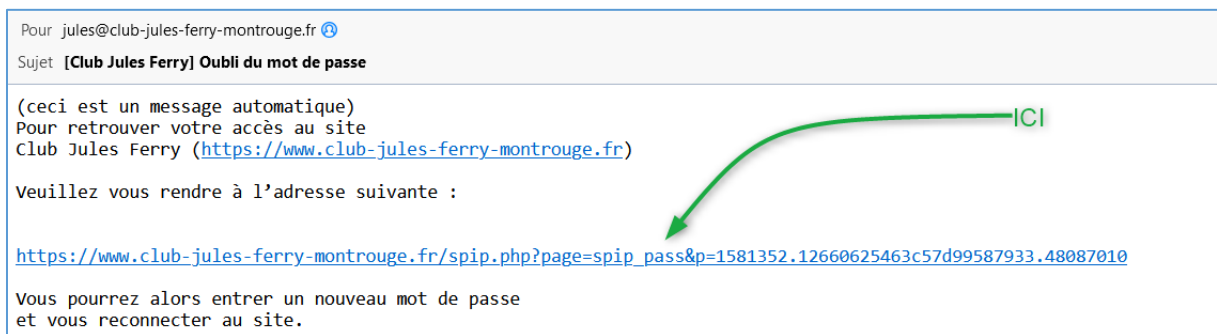 Pour jules@club-jules-ferry-montrouge.fr
Sujet [Club Jules Ferry] Oubli du mot de passe
(ceci est un message automatique)
Pour retrouver votre accès au site
ICI
Club Jules Ferry (https://www.club-jules-ferry-montrouge.fr)
Veuillez vous rendre à l’adresse suivante :
https://www.club-jules-ferry-montrouge.fr/spip.php?page=spip_pass&p=1581352.12660625463c57d99587933.48087010
Vous pourrez alors entrer un nouveau mot de passe
et vous reconnecter au site.